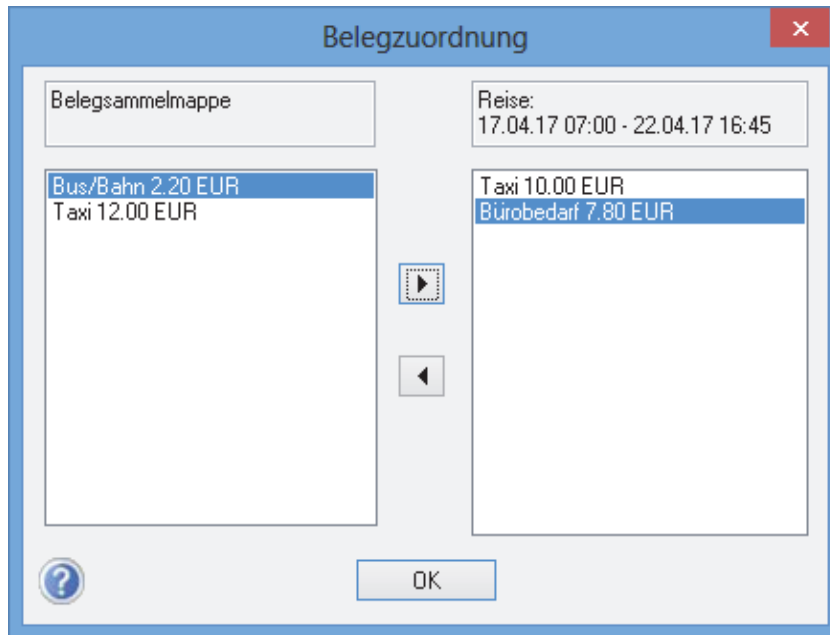 Belegzuordnung
Belegsammelmappe
Reise:
17.04.17 07:00 - 22.04.17 16:45
Bus/Bahn 2.20 EUR
Taxi 12.00 EUR
Taxi 10.00 EUR
Bürobedarf 7.80 EUR
OK